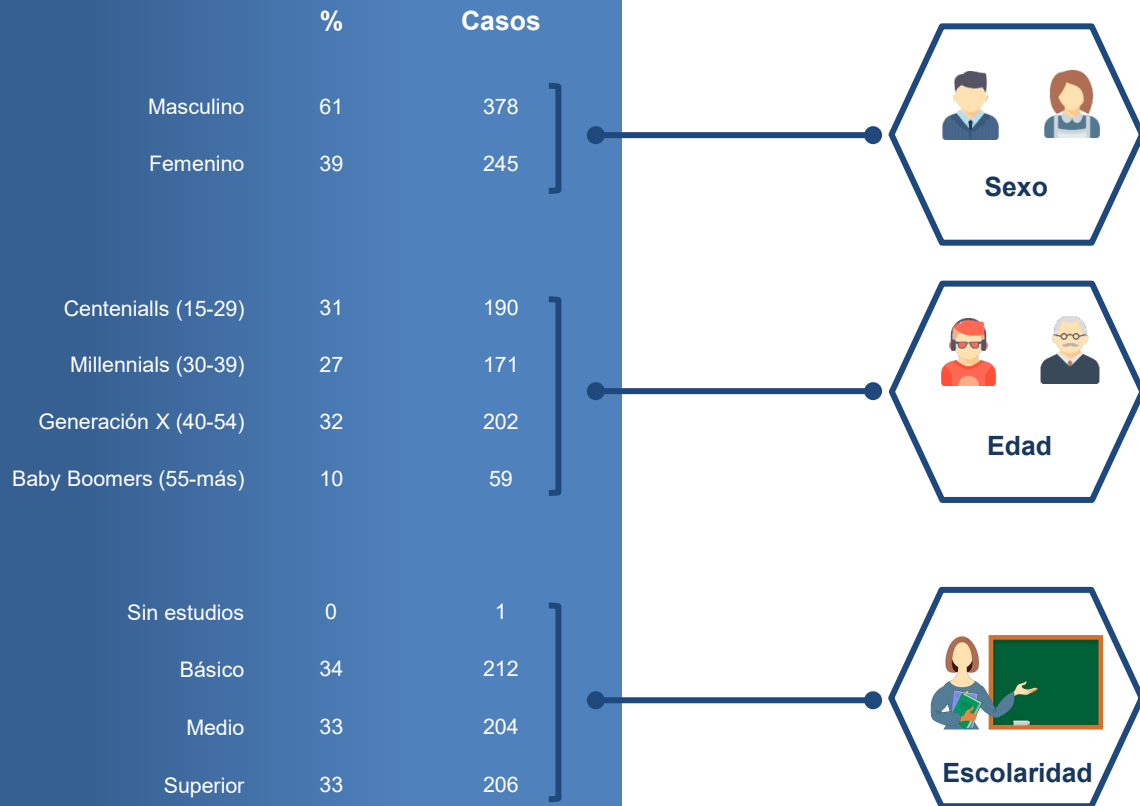 % Casos
Masculino 61 378
Femenino 39 245
Sexo
Centenialls (15-29) 31 190
Millennials (30-39) 27 171
Generación X (40-54) 32 202
Baby Boomers (55-más) 10 59
Edad
Sin estudios 0 1
Básico 34 212
Medio 33 204
Superior 33 206
Escolaridad